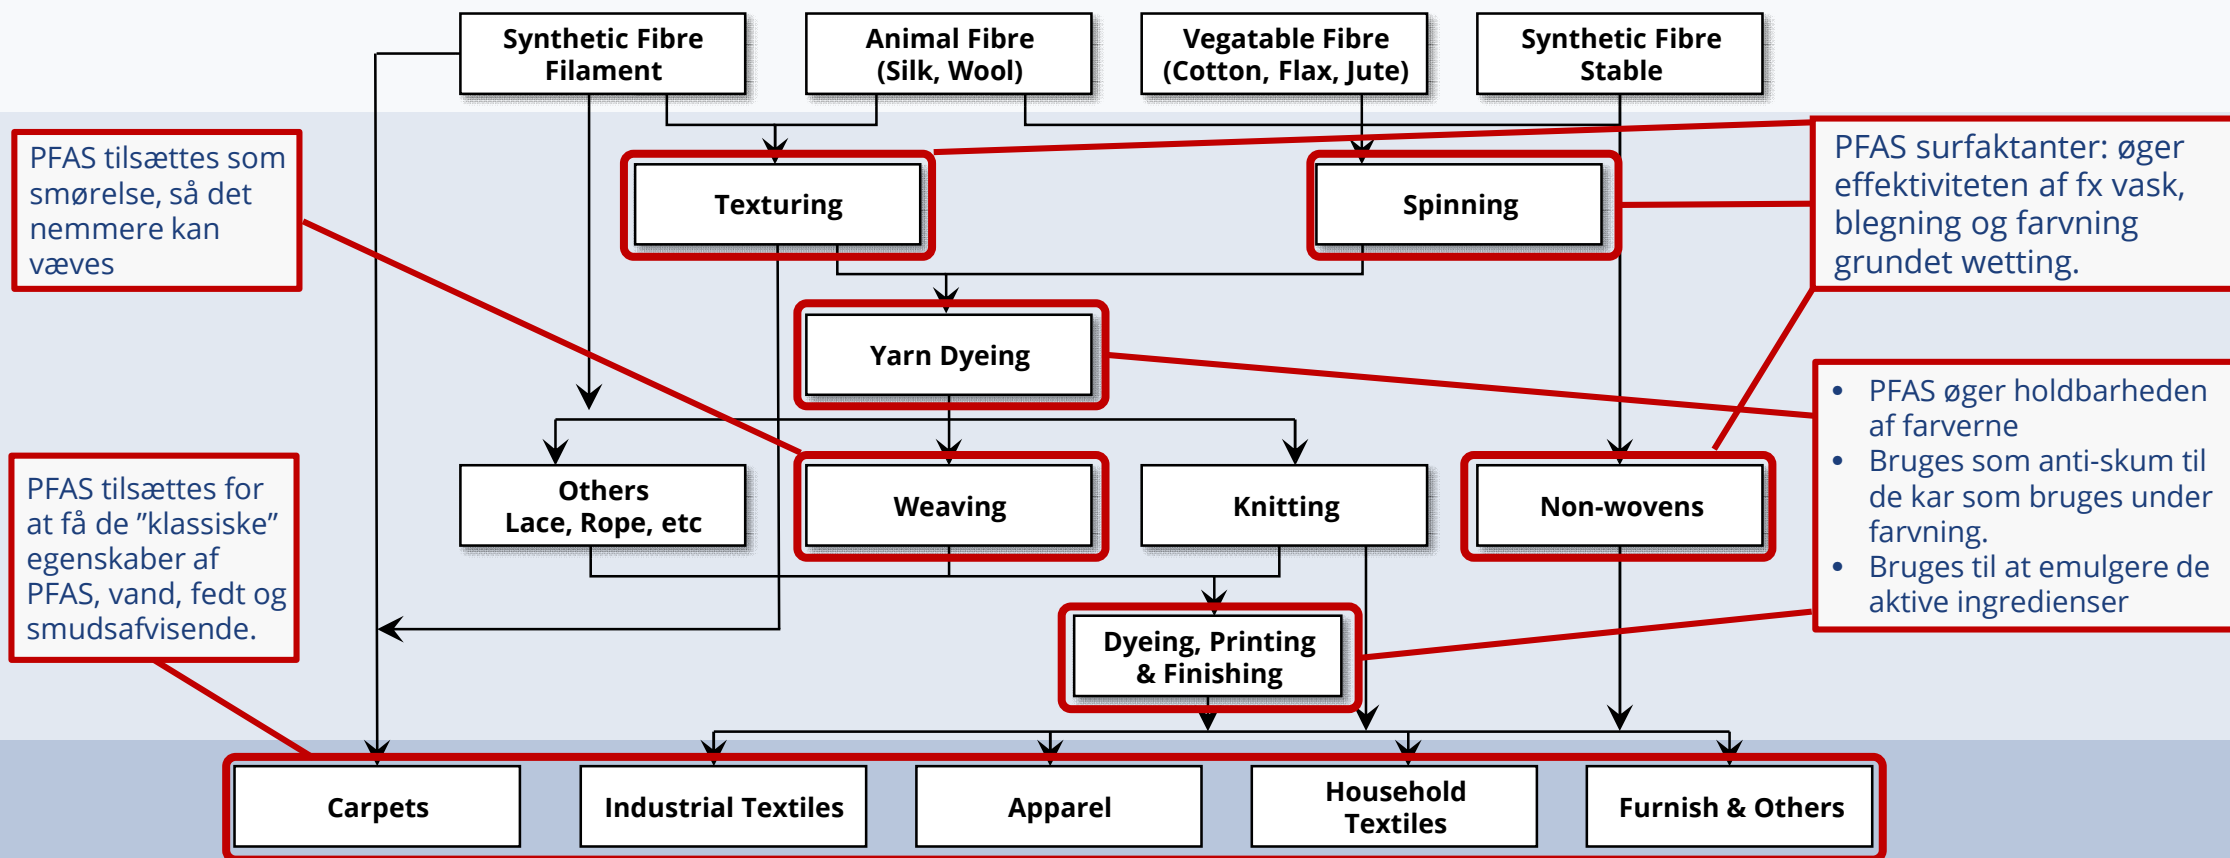 Synthetic Fibre
Filament
Animal Fibre
(Silk, Wool)
Vegatable Fibre
(Cotton, Flax, Jute)
Synthetic Fibre
Stable
PFAS tilsættes som
smørelse, så det
nemmere kan
væves
Texturing
Spinning
PFAS surfaktanter: øger
effektiviteten af fx vask,
blegning og farvning
grundet wetting.
Yarn Dyeing
• PFAS øger holdbarheden
af farverne
• Bruges som anti-skum til
de kar som bruges under
farvning.
• Bruges til at emulgere de
aktive ingredienser
PFAS tilsættes for
at få de ”klassiske”
egenskaber af
PFAS, vand, fedt og
smudsafvisende.
Others
Lace, Rope, etc
Weaving
Knitting
Non-wovens
Dyeing, Printing
& Finishing
Carpets
Industrial Textiles
Apparel
Household
Textiles
Furnish & Others